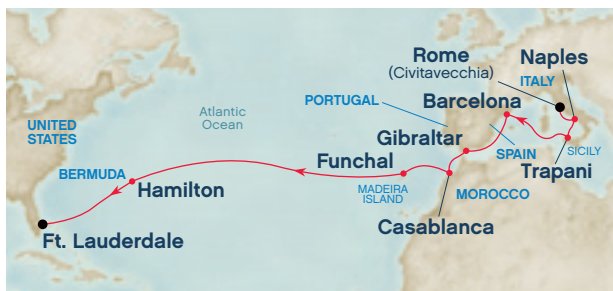 Rome
(Civitavecchia)
Naples
ITALY
PORTUGAL
Barcelona
Atlantic
Ocean
UNITED
STATES
Gibraltar
SPAIN
SICILY
Funchal
Trapani
BERMUDA
Hamilton
MADEIRA
ISLAND
MOROCCO
Casablanca
Ft. Lauderdale